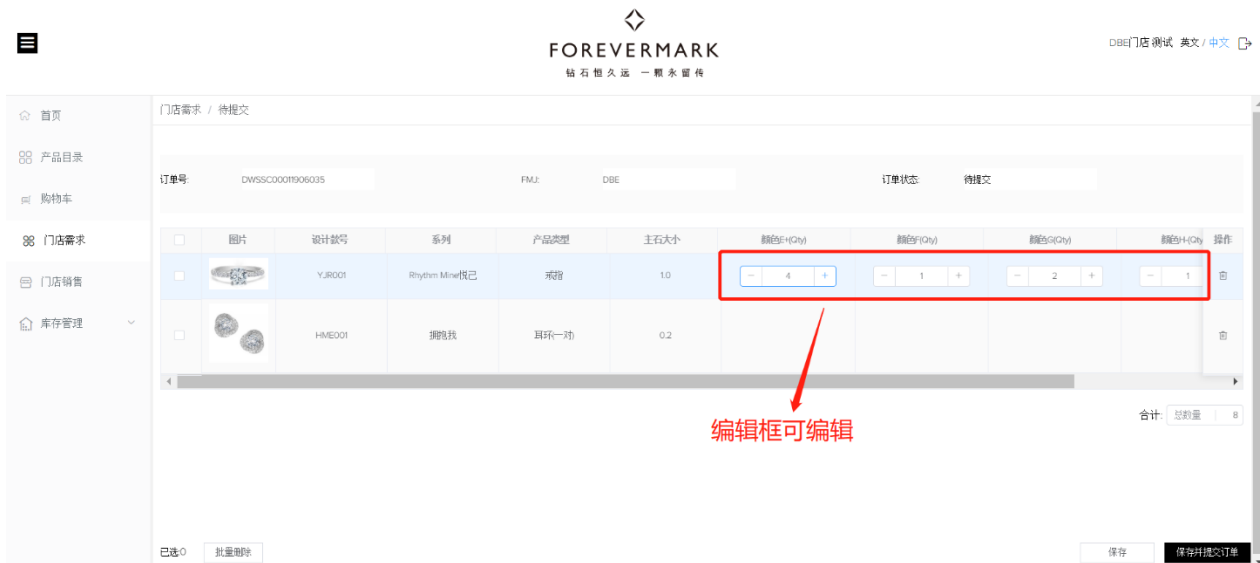 FOREVERMARK
钻石恒久远 一颗永留传
DBE门店 测试 英文 / 中文
首页
产品目录
购物车
门店需求
门店销售
库存管理
门店需求 / 待提交
订单号: DWSSC00011906035 FMJ: DBE 订单状态: 待提交
图片 设计款号 系列 产品类型 主石大小 颜色E+(Qty) 颜色F(Qty) 颜色G(Qty) 颜色H-(Qty 操作
YJR001 Rhythm Mine悦己 戒指 1.0 − 4 + − 1 + − 2 + − 1
HME001 拥抱我 耳环(一对) 0.2
合计: 总数量 8
编辑框可编辑
已选:0 批量删除 保存 保存并提交订单